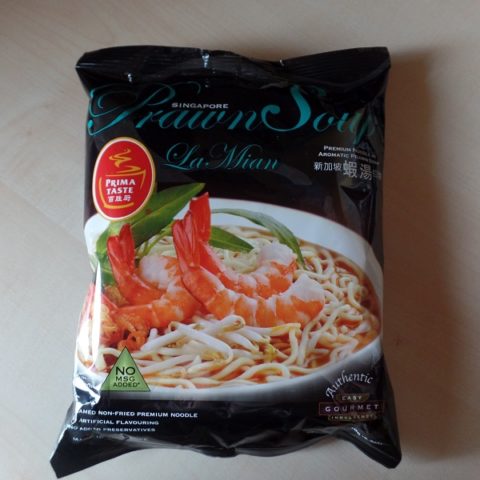 SINGAPORE
Prawn Soup
La Mian
PREMIUM
AROMATIC
新加坡蝦湯
PRIMA
TASTE
百胜厨
NO
MSG
ADDED*
NON-FRIED PREMIUM NOODLE
ARTIFICIAL FLAVOURING
ADDED PRESERVATIVES
Authentic
EASY
GOURMET